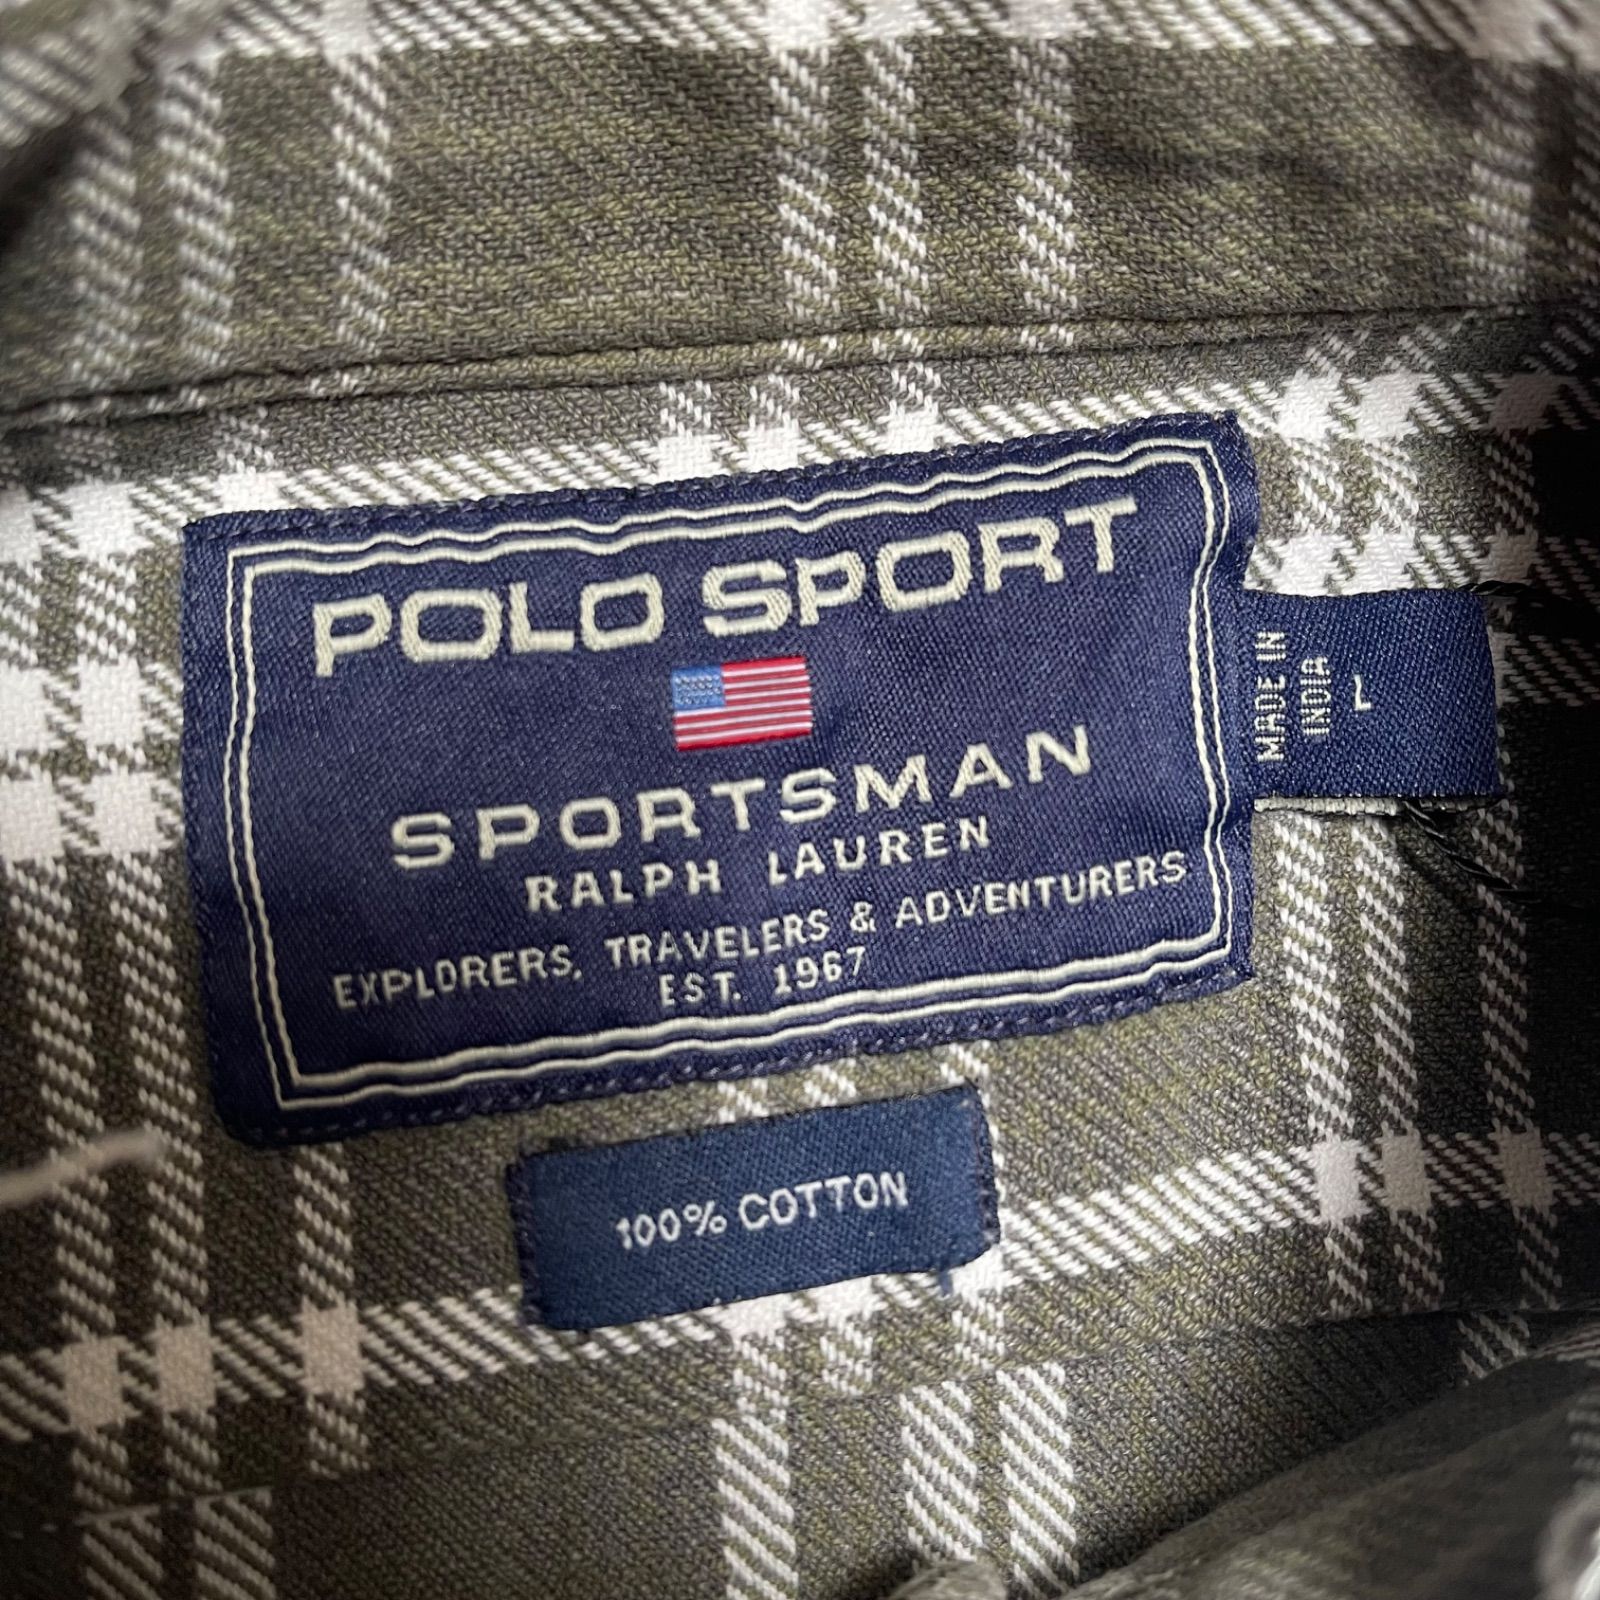 POLO SPORT
SPORTSMAN
RALPH LAUREN
EXPLORERS, TRAVELERS & ADVENTURERS
EST. 1967
MADE IN
INDIA
L
100% COTTON